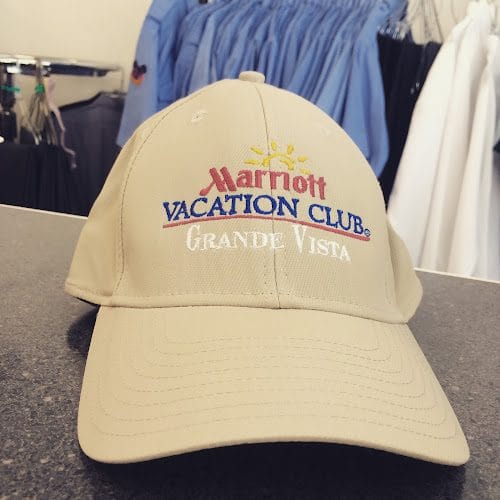 Marriott
VACATION CLUB®
GRANDE VISTA